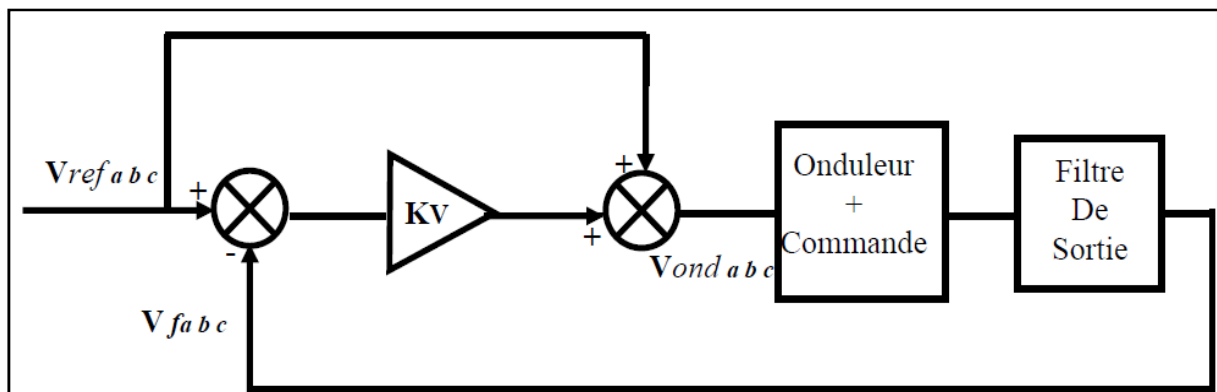 Vref a b c
+
-
KV
+
+
Vond a b c
Onduleur
+
Commande
Filtre
De
Sortie
V fa b c